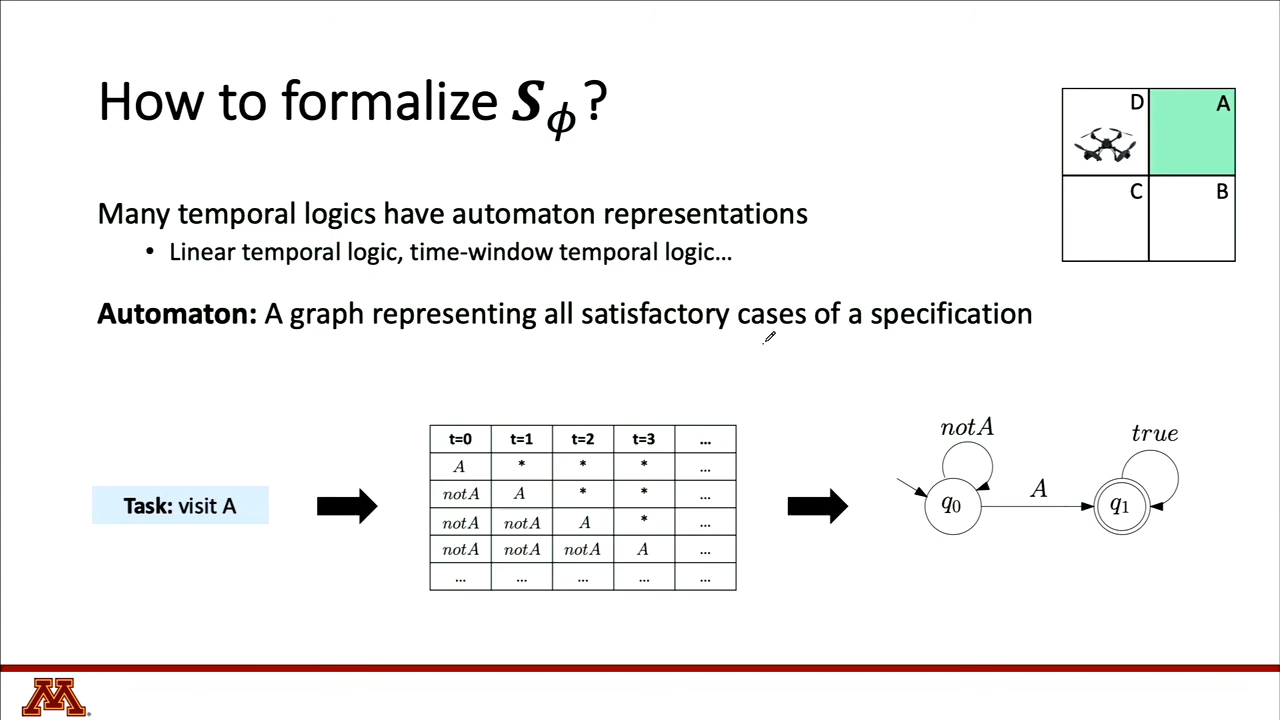 How to formalize S_ϕ?
D A
C B
Many temporal logics have automaton representations
• Linear temporal logic, time-window temporal logic...
Automaton: A graph representing all satisfactory cases of a specification
Task: visit A
t=0 t=1 t=2 t=3 ...
A * * * ...
notA A * * ...
notA notA A * ...
notA notA notA A ...
... ... ... ... ...
notA
true
A
q0
q1
M